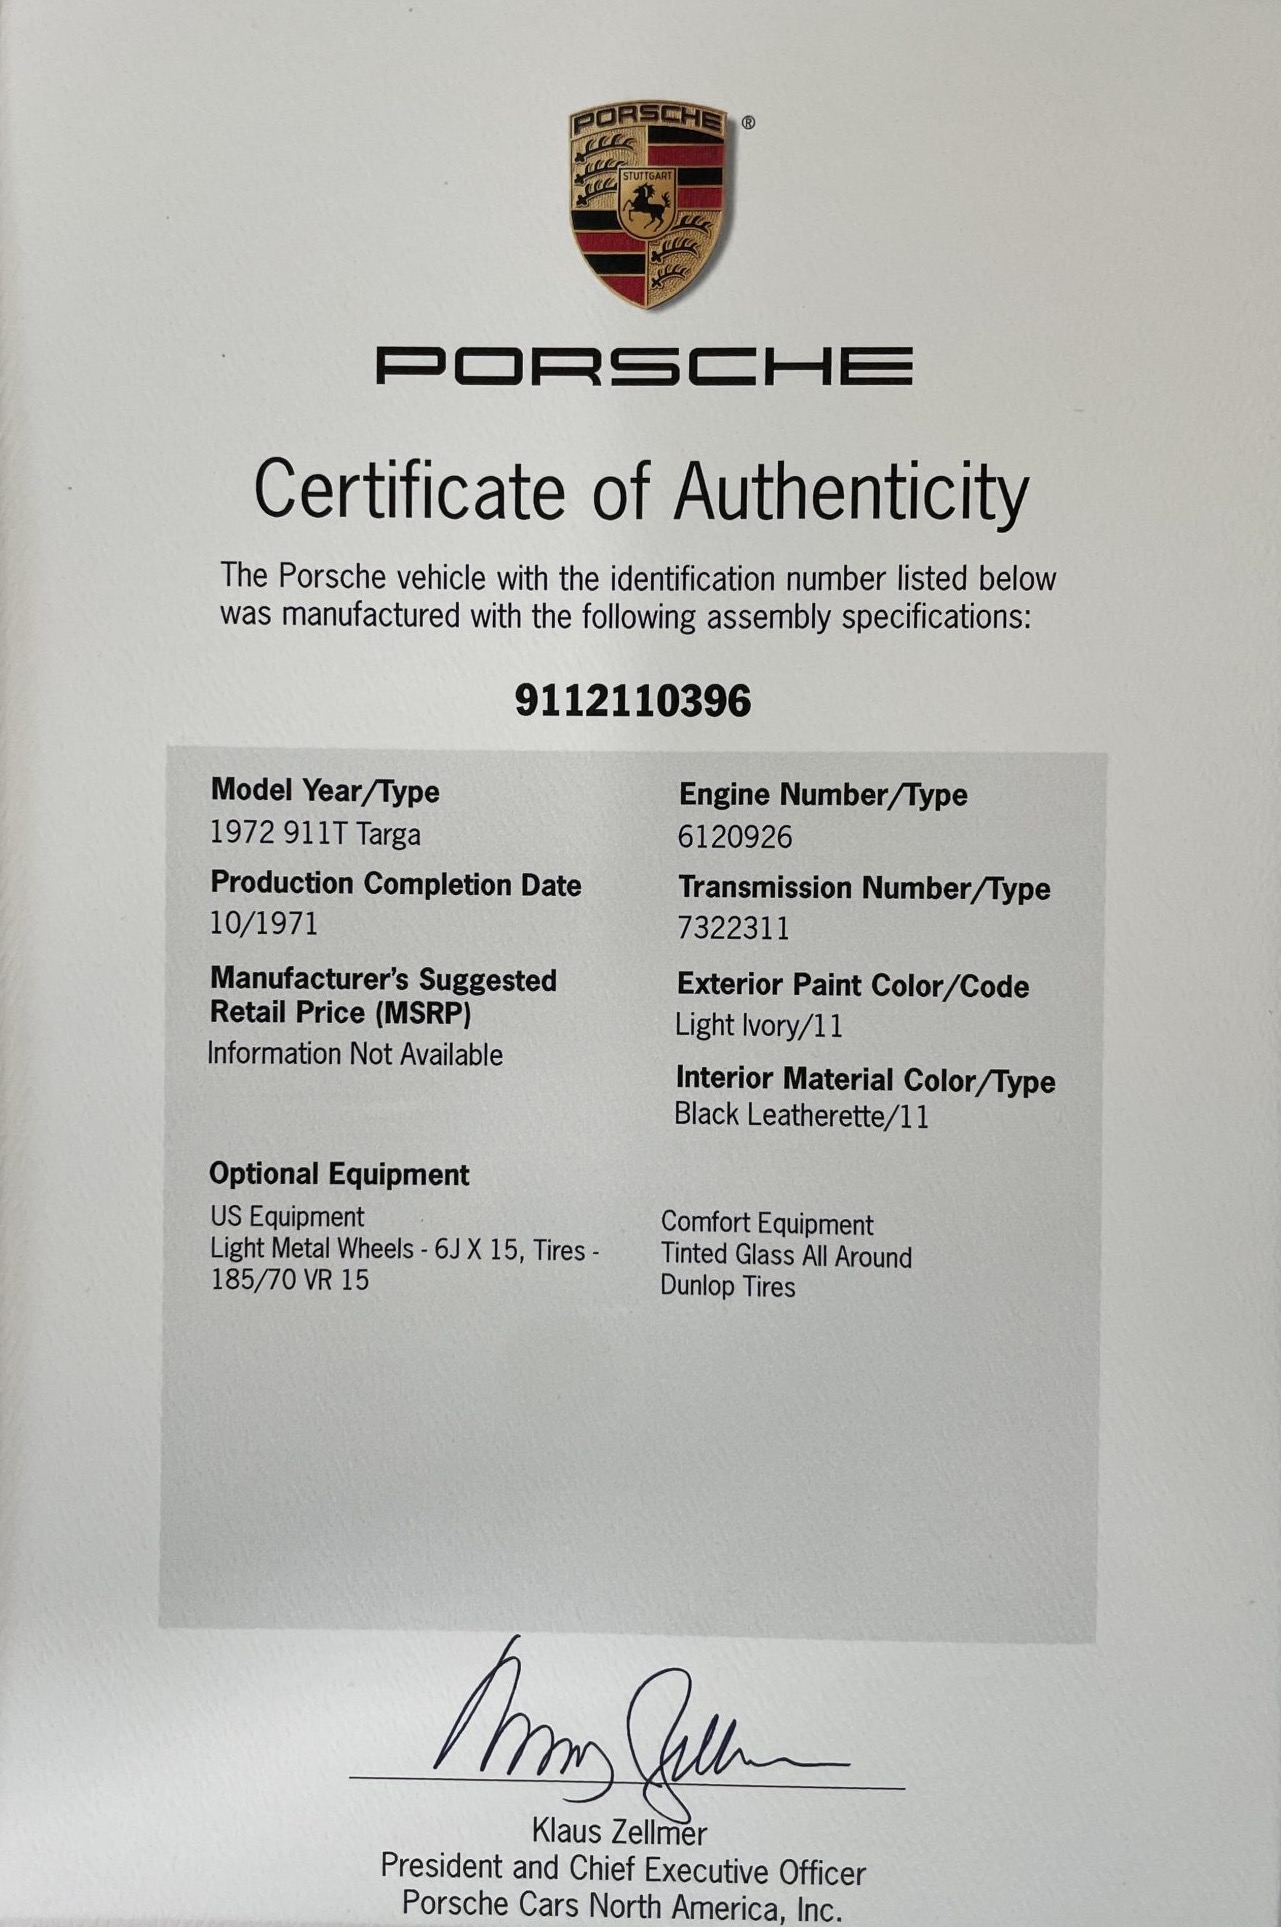 PORSCHE
®
STUTTGART
PORSCHE
Certificate of Authenticity
The Porsche vehicle with the identification number listed below
was manufactured with the following assembly specifications:
9112110396
Model Year/Type
1972 911T Targa
Production Completion Date
10/1971
Manufacturer's Suggested
Retail Price (MSRP)
Information Not Available
Engine Number/Type
6120926
Transmission Number/Type
7322311
Exterior Paint Color/Code
Light Ivory/11
Interior Material Color/Type
Black Leatherette/11
Optional Equipment
US Equipment
Light Metal Wheels - 6J X 15, Tires -
185/70 VR 15
Comfort Equipment
Tinted Glass All Around
Dunlop Tires
Klaus Zellmer
President and Chief Executive Officer
Porsche Cars North America, Inc.